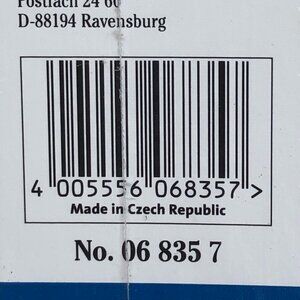 Postfach 24 60
D-88194 Ravensburg
4 005556 068357 >
Made in Czech Republic
No. 06 835 7